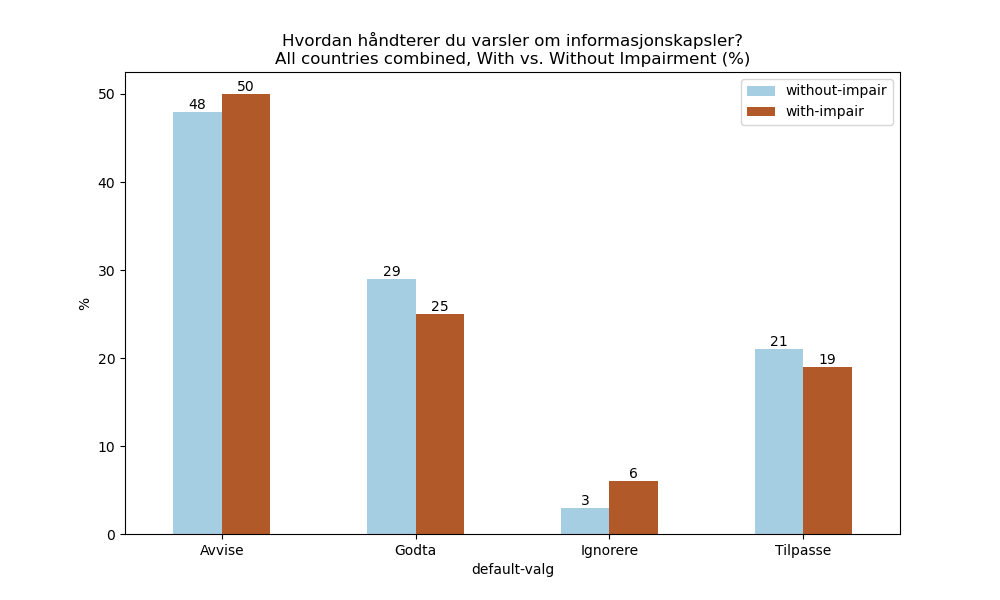 Hvordan håndterer du varsler om informasjonskapsler?
All countries combined, With vs. Without Impairment (%)
without-impair
with-impair
%
50
40
30
20
10
0
48
50
29
25
3
6
21
19
Avvise
Godta
Ignorere
Tilpasse
default-valg